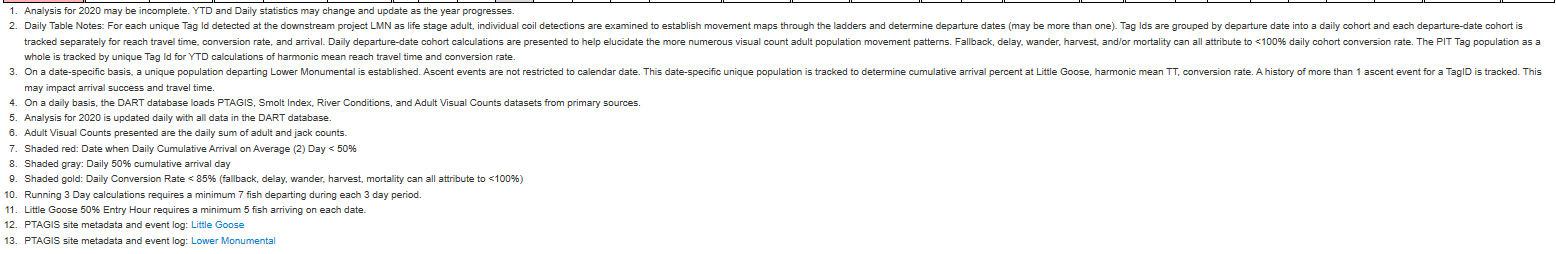 1. Analysis for 2020 may be incomplete. YTD and Daily statistics may change and update as the year progresses.
2. Daily Table Notes: For each unique Tag Id detected at the downstream project LMN as life stage adult, individual coil detections are examined to establish movement maps through the ladders and determine departure dates (may be more than one). Tag Ids are grouped by departure date into a daily cohort and each departure-date cohort is
tracked separately for reach travel time, conversion rate, and arrival. Daily departure-date cohort calculations are presented to help elucidate the more numerous visual count adult population movement patterns. Fallback, delay, wander, harvest, and/or mortality can all attribute to <100% daily cohort conversion rate. The PIT Tag population as a
whole is tracked by unique Tag Id for YTD calculations of harmonic mean reach travel time and conversion rate.
3. On a date-specific basis, a unique population departing Lower Monumental is established. Ascent events are not restricted to calendar date. This date-specific unique population is tracked to determine cumulative arrival percent at Little Goose, harmonic mean TT, conversion rate. A history of more than 1 ascent event for a TagID is tracked. This
may impact arrival success and travel time.
4. On a daily basis, the DART database loads PTAGIS, Smolt Index, River Conditions, and Adult Visual Counts datasets from primary sources.
5. Analysis for 2020 is updated daily with all data in the DART database.
6. Adult Visual Counts presented are the daily sum of adult and jack counts.
7. Shaded red: Date when Daily Cumulative Arrival on Average (2) Day < 50%
8. Shaded gray: Daily 50% cumulative arrival day
9. Shaded gold: Daily Conversion Rate < 85% (fallback, delay, wander, harvest, mortality can all attribute to <100%)
10. Running 3 Day calculations requires a minimum 7 fish departing during each 3 day period.
11. Little Goose 50% Entry Hour requires a minimum 5 fish arriving on each date.
12. PTAGIS site metadata and event log: Little Goose
13. PTAGIS site metadata and event log: Lower Monumental